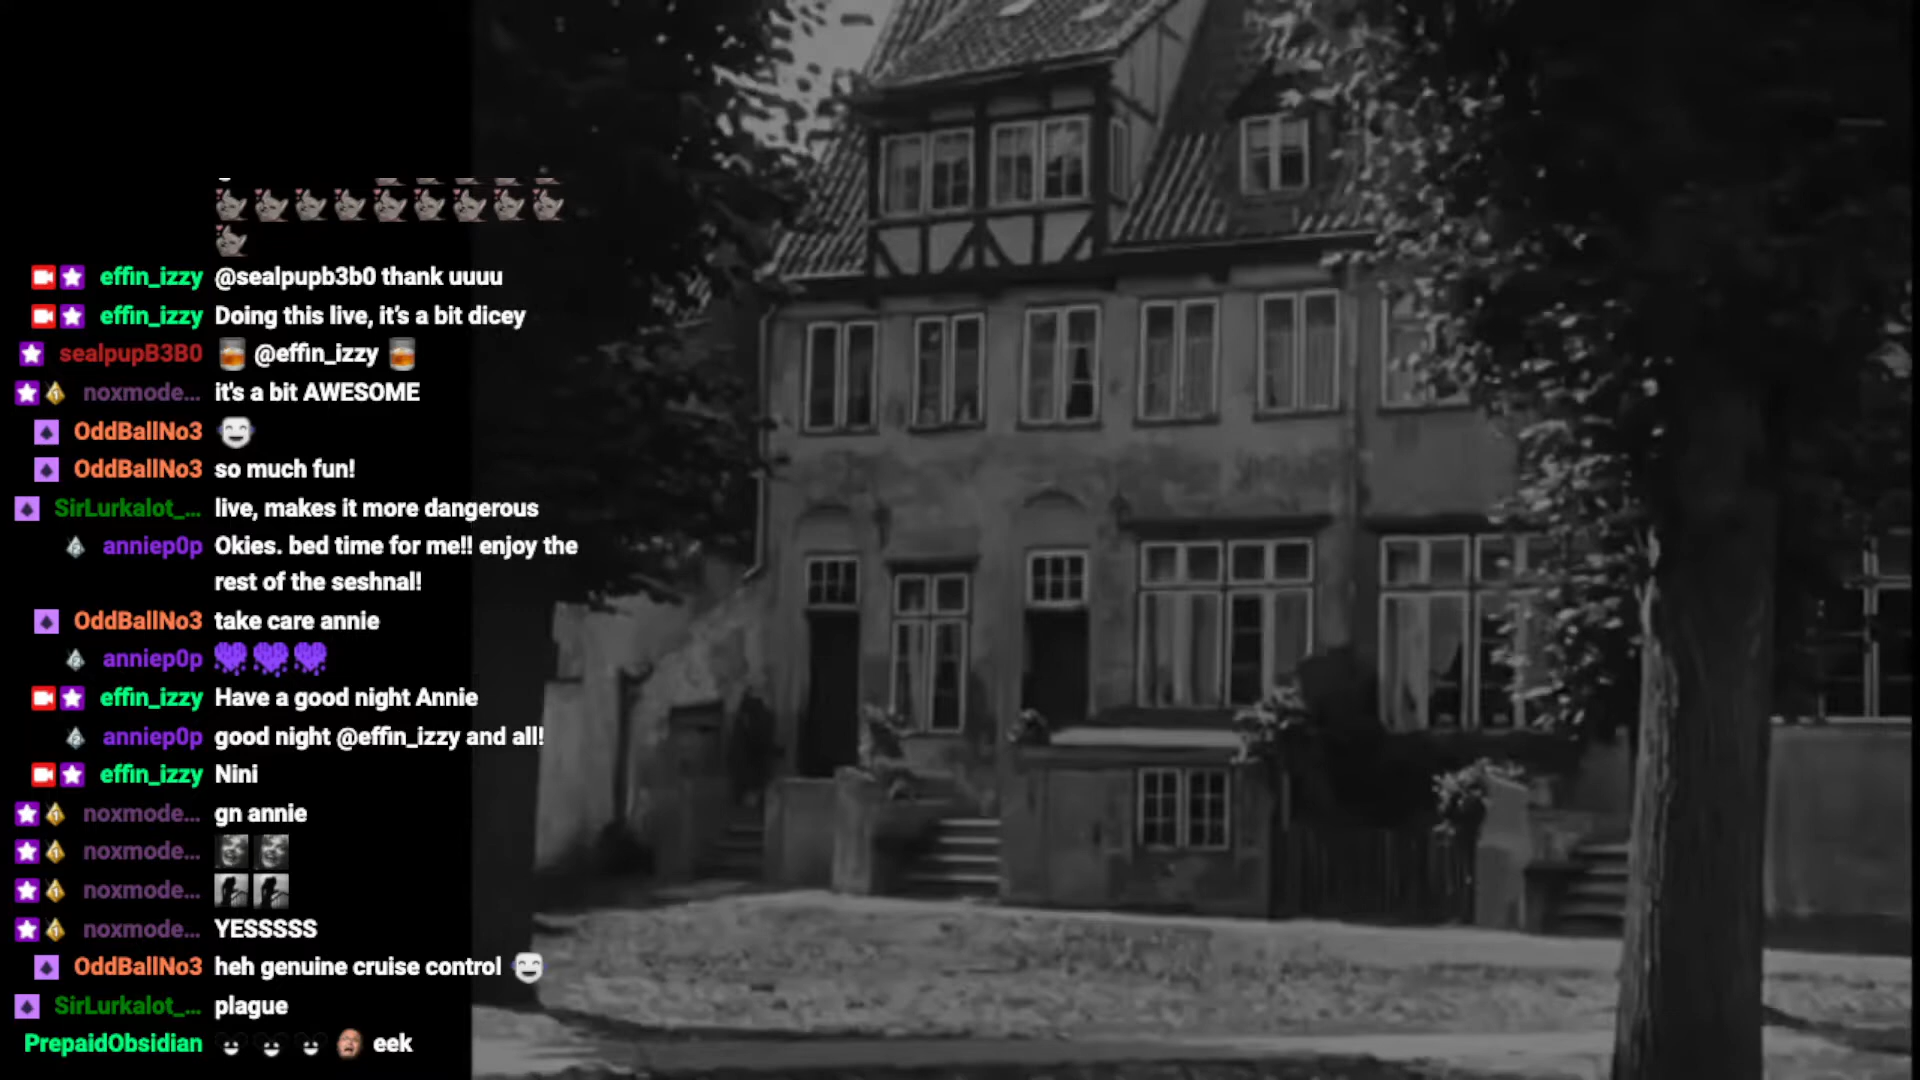 effin_izzy @sealpupb3b0 thank uuuu
effin_izzy Doing this live, it's a bit dicey
sealpupB3B0 @effin_izzy
noxmode... it's a bit AWESOME
OddBallNo3
OddBallNo3 so much fun!
SirLurkalot_... live, makes it more dangerous
anniep0p Okies. bed time for me!! enjoy the
rest of the seshnal!
OddBallNo3 take care annie
anniep0p
effin_izzy Have a good night Annie
anniep0p good night @effin_izzy and all!
effin_izzy Nini
noxmode... gn annie
noxmode...
noxmode...
noxmode... YESSSSS
OddBallNo3 heh genuine cruise control
SirLurkalot_... plague
PrepaidObsidian eek